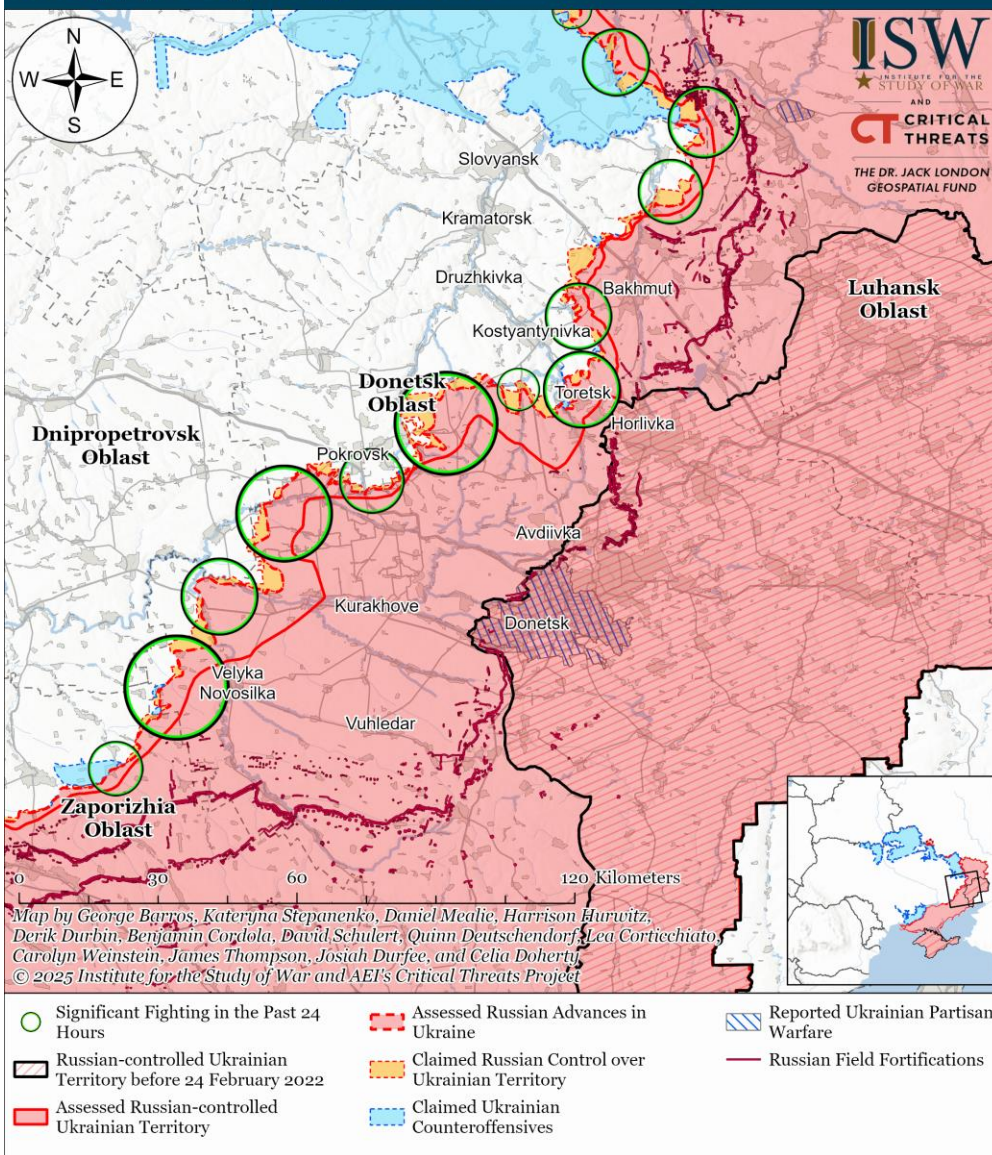 N
W
E
S
ISW
INSTITUTE FOR THE
STUDY OF WAR
AND
CT CRITICAL
THREATS
THE DR. JACK LONDON
GEOSPATIAL FUND
Slovyansk
Kramatorsk
Druzhkivka
Bakhmut
Luhansk
Oblast
Kostyantynivka
Donetsk
Oblast
Toretsk
Horlivka
Dnipropetrovsk
Oblast
Pokrovsk
Avdiivka
Kurakhove
Donetsk
Velyka
Novosilka
Vuhledar
Zaporizhia
Oblast
0 30 60 120 Kilometers
Map by George Barros, Kateryna Stepanenko, Daniel Mealie, Harrison Hurwitz,
Derik Durbin, Benjamin Cordola, David Schulert, Quinn Deutschendorf, Lea Corticchiato,
Carolyn Weinstein, James Thompson, Josiah Durfee, and Celia Doherty
© 2025 Institute for the Study of War and AEI's Critical Threats Project
Significant Fighting in the Past 24
Hours
Russian-controlled Ukrainian
Territory before 24 February 2022
Assessed Russian-controlled
Ukrainian Territory
Assessed Russian Advances in
Ukraine
Claimed Russian Control over
Ukrainian Territory
Claimed Ukrainian
Counteroffensives
Reported Ukrainian Partisan
Warfare
Russian Field Fortifications